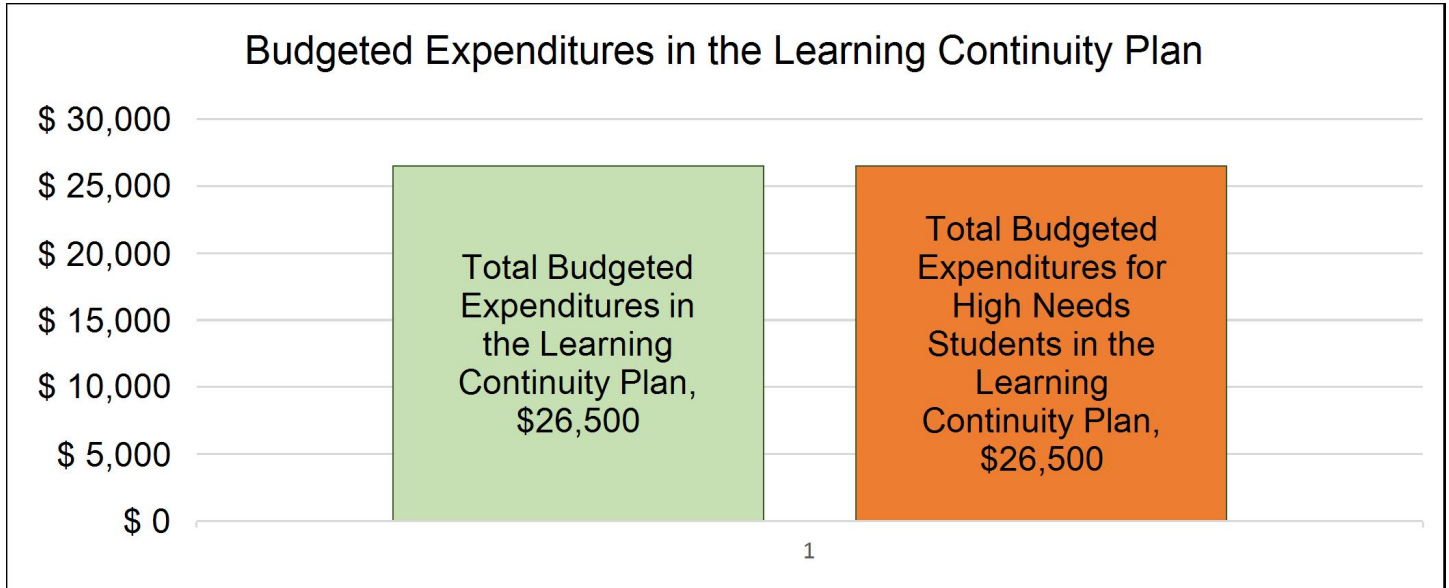 Budgeted Expenditures in the Learning Continuity Plan
$ 30,000
$ 25,000
$ 20,000
$ 15,000
$ 10,000
$ 5,000
$ 0
Total Budgeted
Expenditures in
the Learning
Continuity Plan,
$26,500
Total Budgeted
Expenditures for
High Needs
Students in the
Learning
Continuity Plan,
$26,500
1